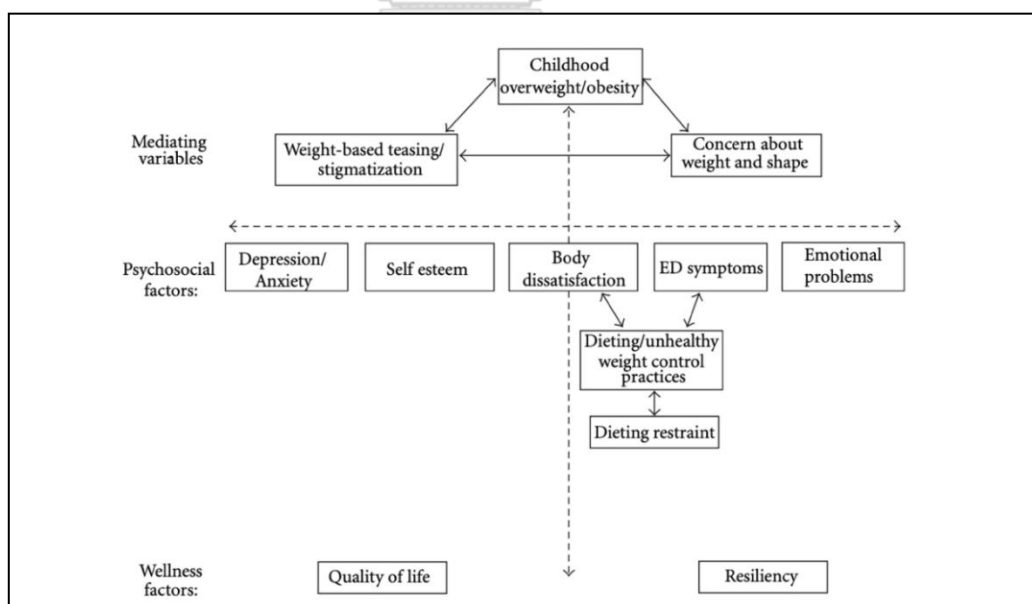 Childhood
overweight/obesity
Mediating
variables
Weight-based teasing/
stigmatization
Concern about
weight and shape
Psychosocial
factors:
Depression/
Anxiety
Self esteem
Body
dissatisfaction
ED symptoms
Emotional
problems
Dieting/unhealthy
weight control
practices
Dieting restraint
Wellness
factors:
Quality of life
Resiliency